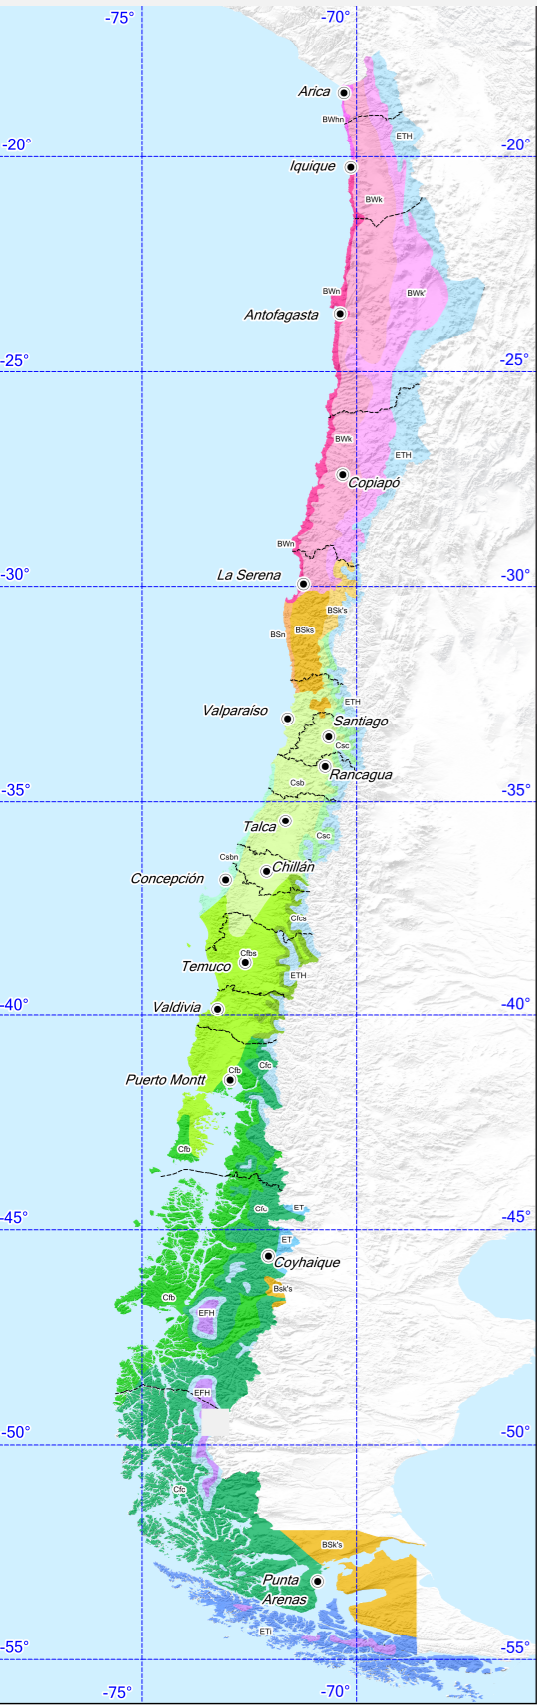 -75° -70°
Arica
BWhn
ETH
-20° -20°
Iquique
BWk
BWn
BWk'
Antofagasta
-25° -25°
BWk
ETH
Copiapó
BWn
La Serena
-30° -30°
BSk's
BSks
BSn
ETH
Valparaíso
Santiago
Csc
Rancagua
Csb
-35° -35°
Talca
Csc
Csbn
Chillán
Concepción
Cfcs
Cfbs
Temuco
ETH
-40° -40°
Valdivia
Cfc
Cfb
Puerto Montt
Cfb
Cfc
ET
-45° -45°
ET
Coyhaique
Bsk's
Cfb
EFH
EFH
-50° -50°
Cfc
BSk's
Punta
Arenas
ETi
-55° -55°
-75° -70°